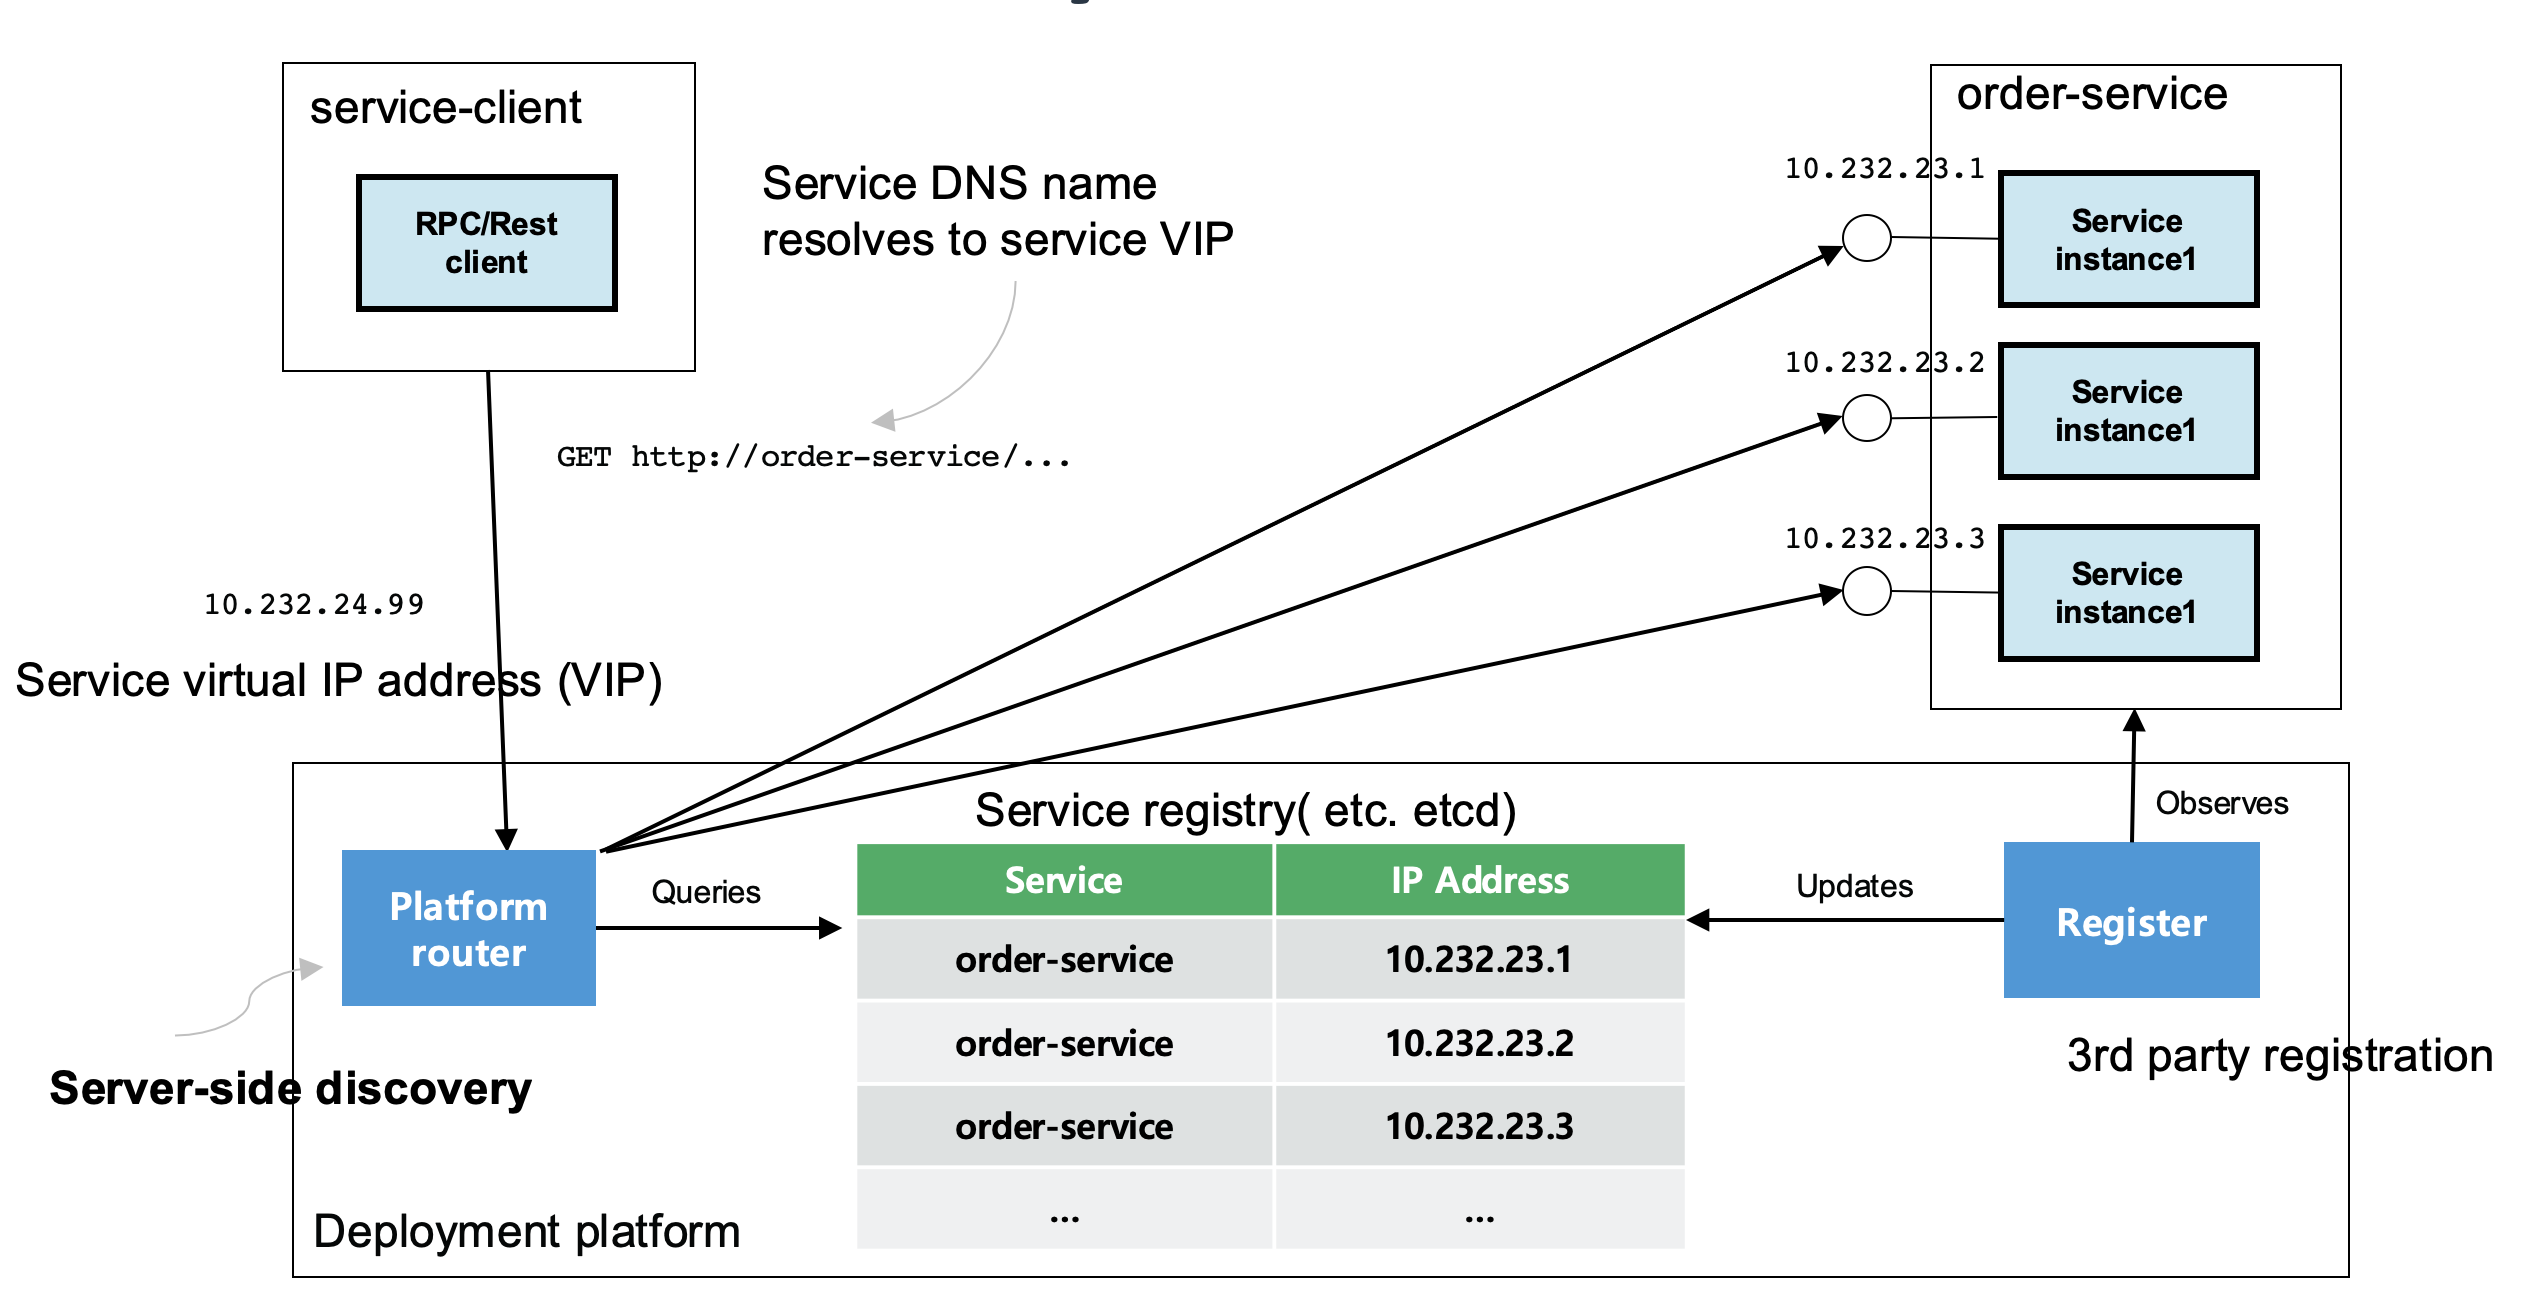 service-client
RPC/Rest
client
Service DNS name
resolves to service VIP
GET http://order-service/...
10.232.24.99
Service virtual IP address (VIP)
order-service
10.232.23.1
Service
instance1
10.232.23.2
Service
instance1
10.232.23.3
Service
instance1
Observes
Service registry( etc. etcd)
Platform
router
Queries
Service IP Address
order-service 10.232.23.1
order-service 10.232.23.2
order-service 10.232.23.3
... ...
Updates
Register
3rd party registration
Server-side discovery
Deployment platform